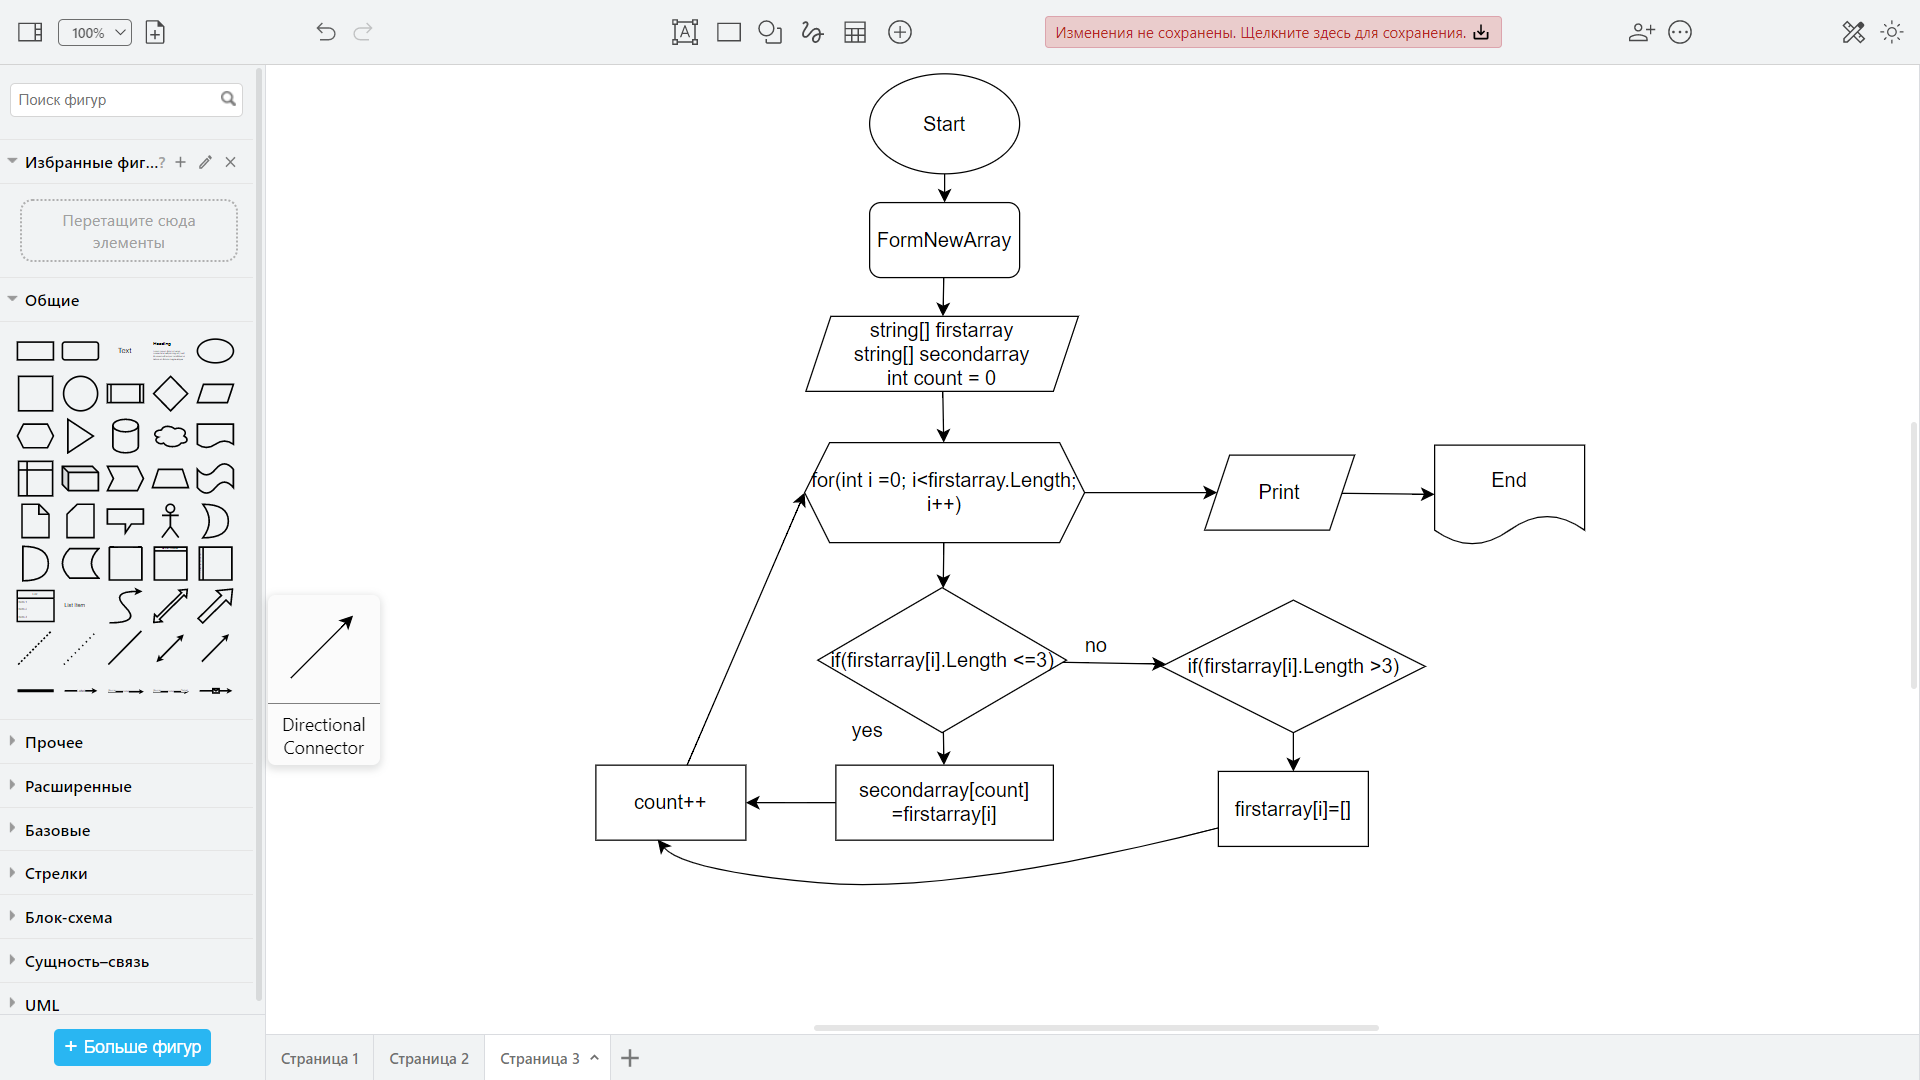 100%
Изменения не сохранены. Щелкните здесь для сохранения.
Поиск фигур
Избранные фиг...?
Перетащите сюда
элементы
Общие
Text
Heading
List Item
Прочее
Расширенные
Базовые
Стрелки
Блок-схема
Сущность–связь
UML
+ Больше фигур
Directional
Connector
Start
FormNewArray
string[] firstarray
string[] secondarray
int count = 0
for(int i =0; i<firstarray.Length;
i++)
Print
End
if(firstarray[i].Length <=3)
no
if(firstarray[i].Length >3)
yes
count++
secondarray[count]
=firstarray[i]
firstarray[i]=[]
Страница 1
Страница 2
Страница 3